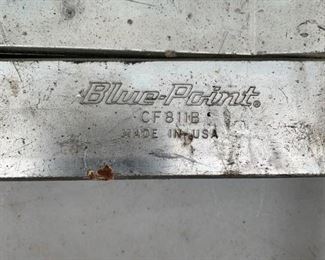 Blue-Point®
CF811B
MADE IN USA